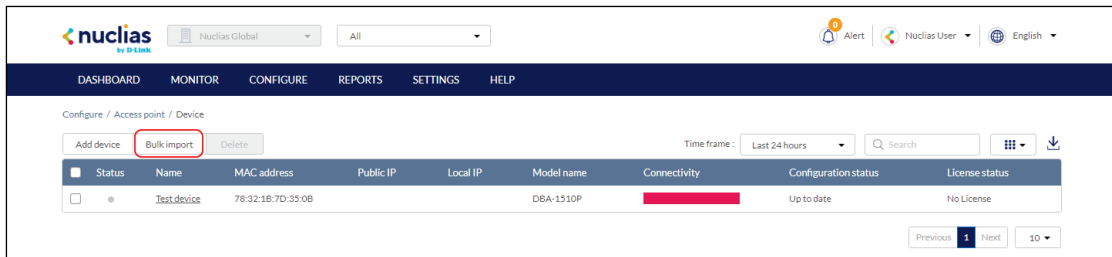 0
nuclias Nuclias Global All Alert Nuclias User English
by D-Link
DASHBOARD MONITOR CONFIGURE REPORTS SETTINGS HELP
Configure / Access point / Device
Add device Bulk import Delete Time frame : Last 24 hours Search
Status Name MAC address Public IP Local IP Model name Connectivity Configuration status License status
Test device 78:32:1B:7D:35:0B DBA-1510P Up to date No License
Previous 1 Next 10